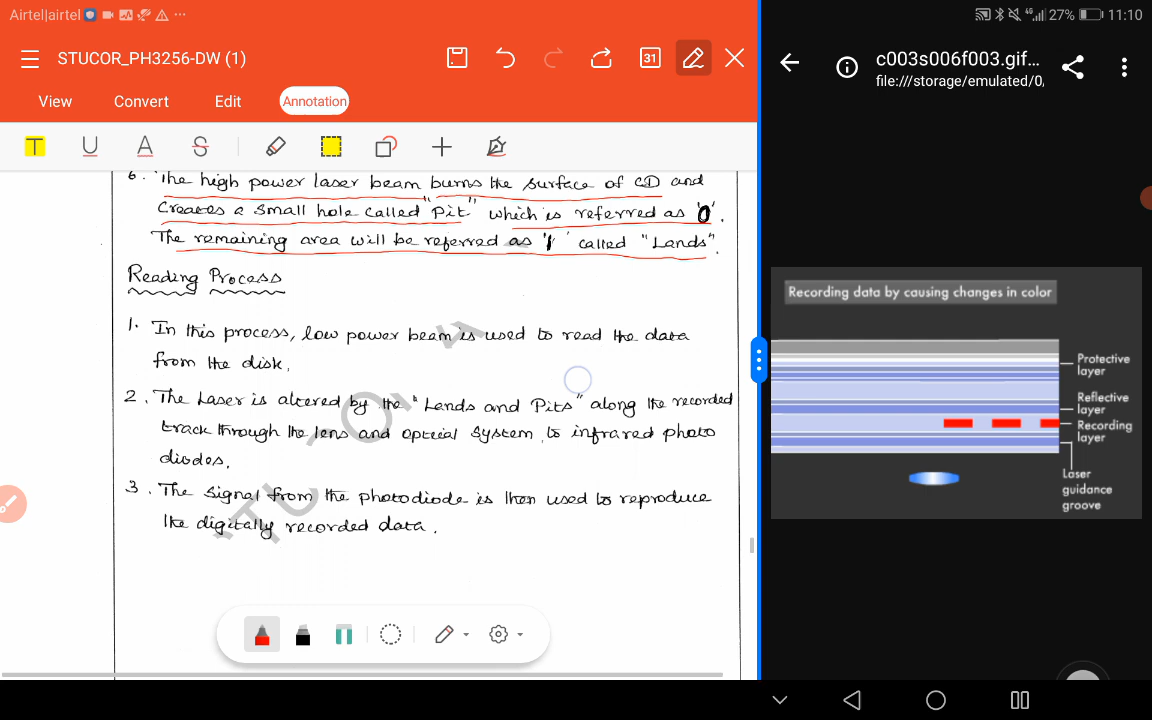 Airtel|airtel
4G 27% 11:10
STUCOR_PH3256-DW (1)
31
View Convert Edit Annotation
T U A S
6. The high power laser beam burns the surface of CD and
Creates a small hole called "Pit" which is referred as '0'.
The remaining area will be referred as '1' called "Lands".
Reading Process
1. In this process, low power beam is used to read the data
from the disk.
2. The Laser is altered by the "Lands and Pits" along the recorded
track through the lens and optical system to infrared photo
diodes.
3. The signal from the photodiode is then used to reproduce
the digitally recorded data.
c003s006f003.gif...
file:///storage/emulated/0,
Recording data by causing changes in color
Protective
layer
Reflective
layer
Recording
layer
Laser
guidance
groove